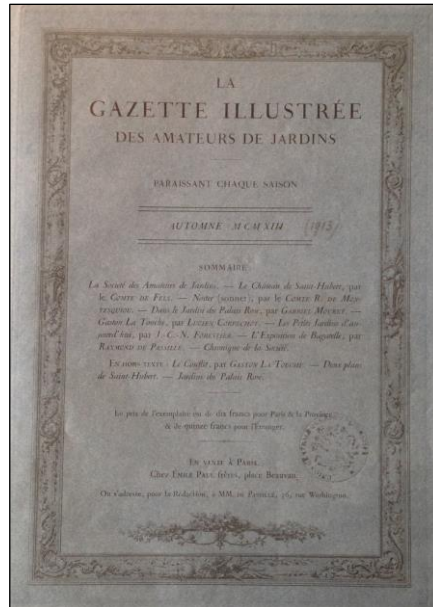 LA
GAZETTE ILLUSTRÉE
DES AMATEURS DE JARDINS
PARAISSANT CHAQUE SAISON
AUTOMNE MCMXIII (1913)
SOMMAIRE
La Société des Amateurs de Jardins. — Le Château de Saint-Hubert, par
le COMTE DE FELS. — Notre (sonnet), par le COMTE R. DE MON-
TESQUIOU. — Dans le Jardin du Palais Rose, par GABRIEL MOUREY. —
Gaston La Touche, par LUCIEN CORPECHOT. — Les Petits Jardins d'au-
jourd'hui, par J.-C.-N. FORESTIER. — L'Exposition de Bagatelle, par
RAYMOND DE PASSILLÉ. — Chronique de la Société.
EN HORS TEXTE : Le Conflit, par GASTON LA TOUCHE. — Deux plans
de Saint-Hubert. — Jardins du Palais Rose.
Le prix de l'exemplaire est de dix francs pour Paris & la Province,
& de quinze francs pour l'Étranger.
EN VENTE à PARIS
Chez ÉMILE PAUL frères, place Beauvau
On s'adresse, pour la Rédaction, à MM. DE rue Washington.